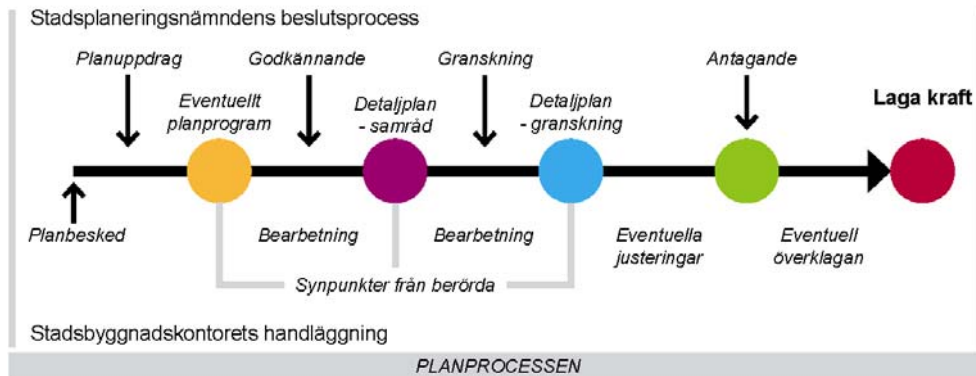 Stadsplaneringsnämndens beslutsprocess
Planuppdrag
Godkännande
Granskning
Antagande
Eventuellt
planprogram
Detaljplan
- samråd
Detaljplan
- granskning
Laga kraft
Planbesked
Bearbetning
Bearbetning
Eventuella
justeringar
Eventuell
överklagan
Synpunkter från berörda
Stadsbyggnadskontorets handläggning
PLANPROCESSEN